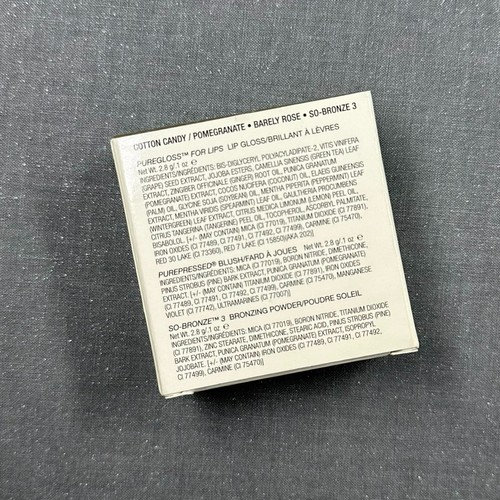 COTTON CANDY / POMEGRANATE • BARELY ROSE • SO-BRONZE 3
PUREGLOSS™ FOR LIPS LIP GLOSS/BRILLANT À LÈVRES
Net Wt. 2.8 g/.1 oz ℮
INGREDIENTS/INGRÉDIENTS: BIS-DIGLYCERYL POLYACYLADIPATE-2, VITIS VINIFERA
(GRAPE) SEED EXTRACT, JOJOBA ESTERS, CAMELLIA SINENSIS (GREEN TEA) LEAF
EXTRACT, ZINGIBER OFFICINALE (GINGER) ROOT OIL, PUNICA GRANATUM
(POMEGRANATE) EXTRACT, COCOS NUCIFERA (COCONUT) OIL, ELAEIS GUINEENSIS
(PALM) OIL, GLYCINE SOJA (SOYBEAN) OIL, MENTHA PIPERITA (PEPPERMINT) LEAF
EXTRACT, MENTHA VIRIDIS (SPEARMINT) LEAF OIL, GAULTHERIA PROCUMBENS
(WINTERGREEN) LEAF EXTRACT, CITRUS MEDICA LIMONUM (LEMON) PEEL OIL,
CITRUS TANGERINA (TANGERINE) PEEL OIL, TOCOPHEROL, ASCORBYL PALMITATE,
BISABOLOL. [+/- (MAY CONTAIN) MICA (CI 77019), TITANIUM DIOXIDE (CI 77891),
IRON OXIDES (CI 77489, CI 77491, CI 77492, CI 77499), CARMINE (CI 75470),
RED 30 LAKE (CI 73360), RED 7 LAKE (CI 15850)(AKA 202)]
PUREPRESSED® BLUSH/FARD À JOUES Net Wt. 2.8 g/.1 oz ℮
INGREDIENTS/INGRÉDIENTS: MICA (CI 77019), BORON NITRIDE, DIMETHICONE,
PINUS STROBUS (PINE) BARK EXTRACT, PUNICA GRANATUM (POMEGRANATE)
EXTRACT. [+/- (MAY CONTAIN) TITANIUM DIOXIDE (CI 77891), IRON OXIDES
(CI 77489, CI 77491, CI 77492, CI 77499), CARMINE (CI 75470), MANGANESE
VIOLET (CI 77742), ULTRAMARINES (CI 77007)]
SO-BRONZE™ 3 BRONZING POWDER/POUDRE SOLEIL
Net Wt. 2.8 g/.1 oz ℮
INGREDIENTS/INGRÉDIENTS: MICA (CI 77019), BORON NITRIDE, TITANIUM DIOXIDE
(CI 77891), ZINC STEARATE, DIMETHICONE, STEARIC ACID, PINUS STROBUS (PINE)
BARK EXTRACT, PUNICA GRANATUM (POMEGRANATE) EXTRACT, ISOPROPYL
JOJOBATE. [+/- (MAY CONTAIN) IRON OXIDES (CI 77489, CI 77491, CI 77492,
CI 77499), CARMINE (CI 75470)]